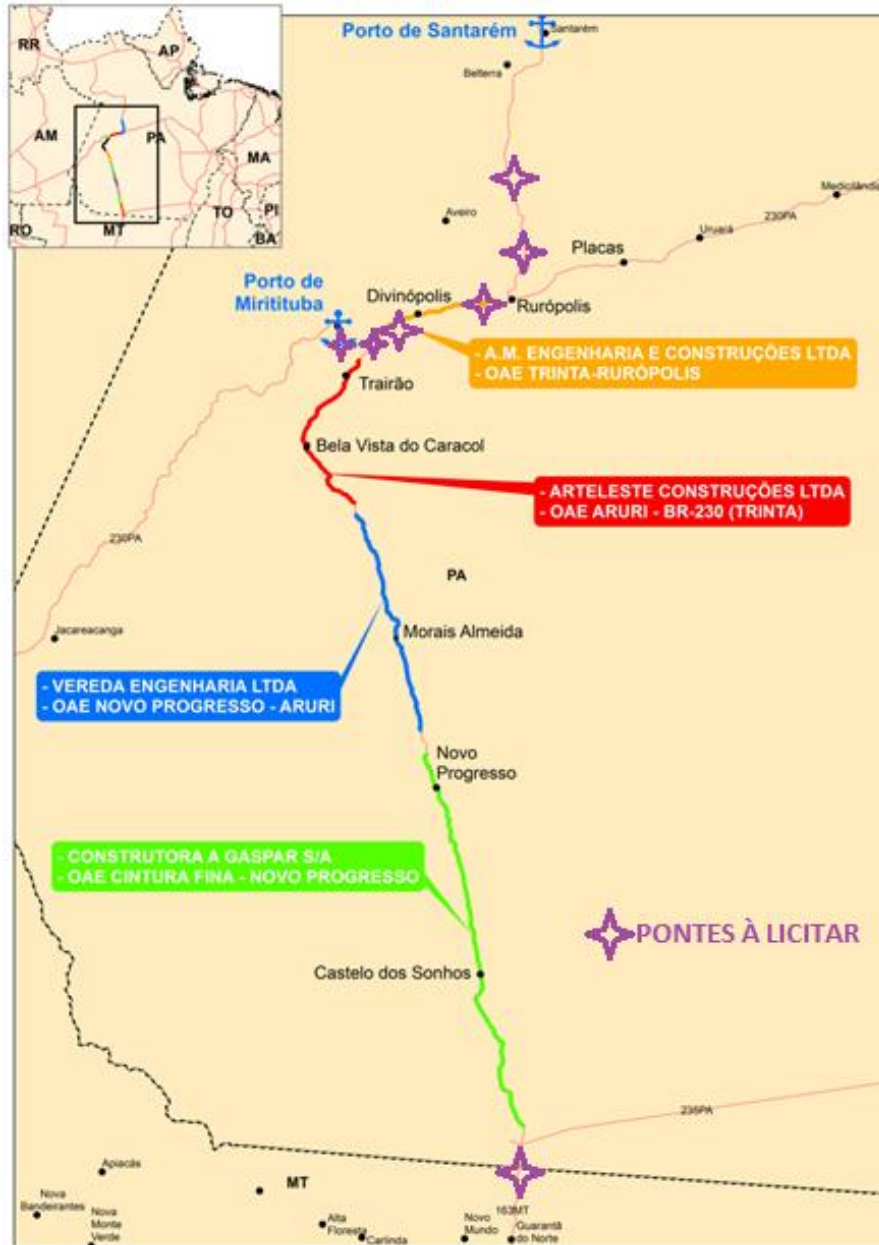 RR
AP
AM
PA
MA
TO
PI
RO
MT
BA
Porto de Santarém
Santarém
Belterra
Medicilândia
230PA
Aveiro
Uruará
Placas
Porto de
Miritituba
Divinópolis
Rurópolis
- A.M. ENGENHARIA E CONSTRUÇÕES LTDA
- OAE TRINTA-RURÓPOLIS
Trairão
Bela Vista do Caracol
- ARTELESTE CONSTRUÇÕES LTDA
- OAE ARURI - BR-230 (TRINTA)
230PA
PA
Jacareacanga
Morais Almeida
- VEREDA ENGENHARIA LTDA
- OAE NOVO PROGRESSO - ARURI
Novo
Progresso
- CONSTRUTORA A GASPAR S/A
- OAE CINTURA FINA - NOVO PROGRESSO
PONTES À LICITAR
Castelo dos Sonhos
235PA
Apiacás
MT
Nova
Bandeirantes
Nova
Monte
Verde
Alta
Floresta
Carlinda
163MT
Novo
Mundo
Guarantã
do Norte